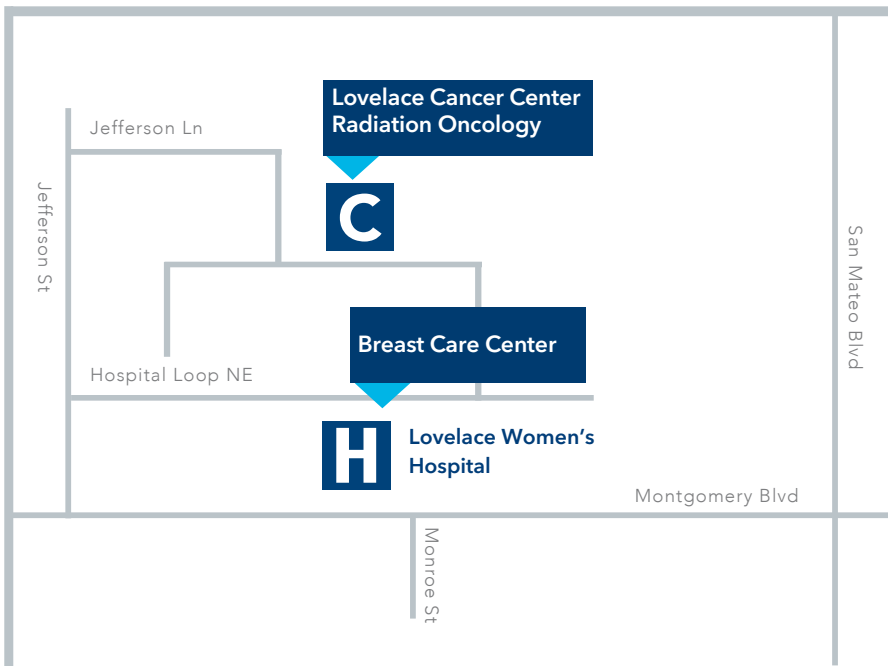 Lovelace Cancer Center
Radiation Oncology
Jefferson Ln
C
Jefferson St
San Mateo Blvd
Breast Care Center
Hospital Loop NE
H
Lovelace Women's
Hospital
Montgomery Blvd
Monroe St